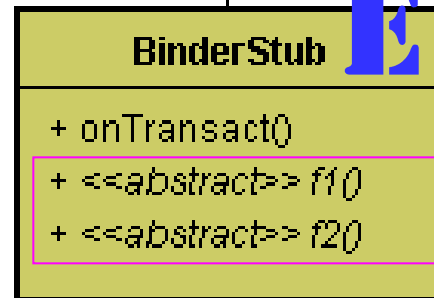 E
BinderStub
+ onTransact()
+ <<abstract>> f1()
+ <<abstract>> f2()